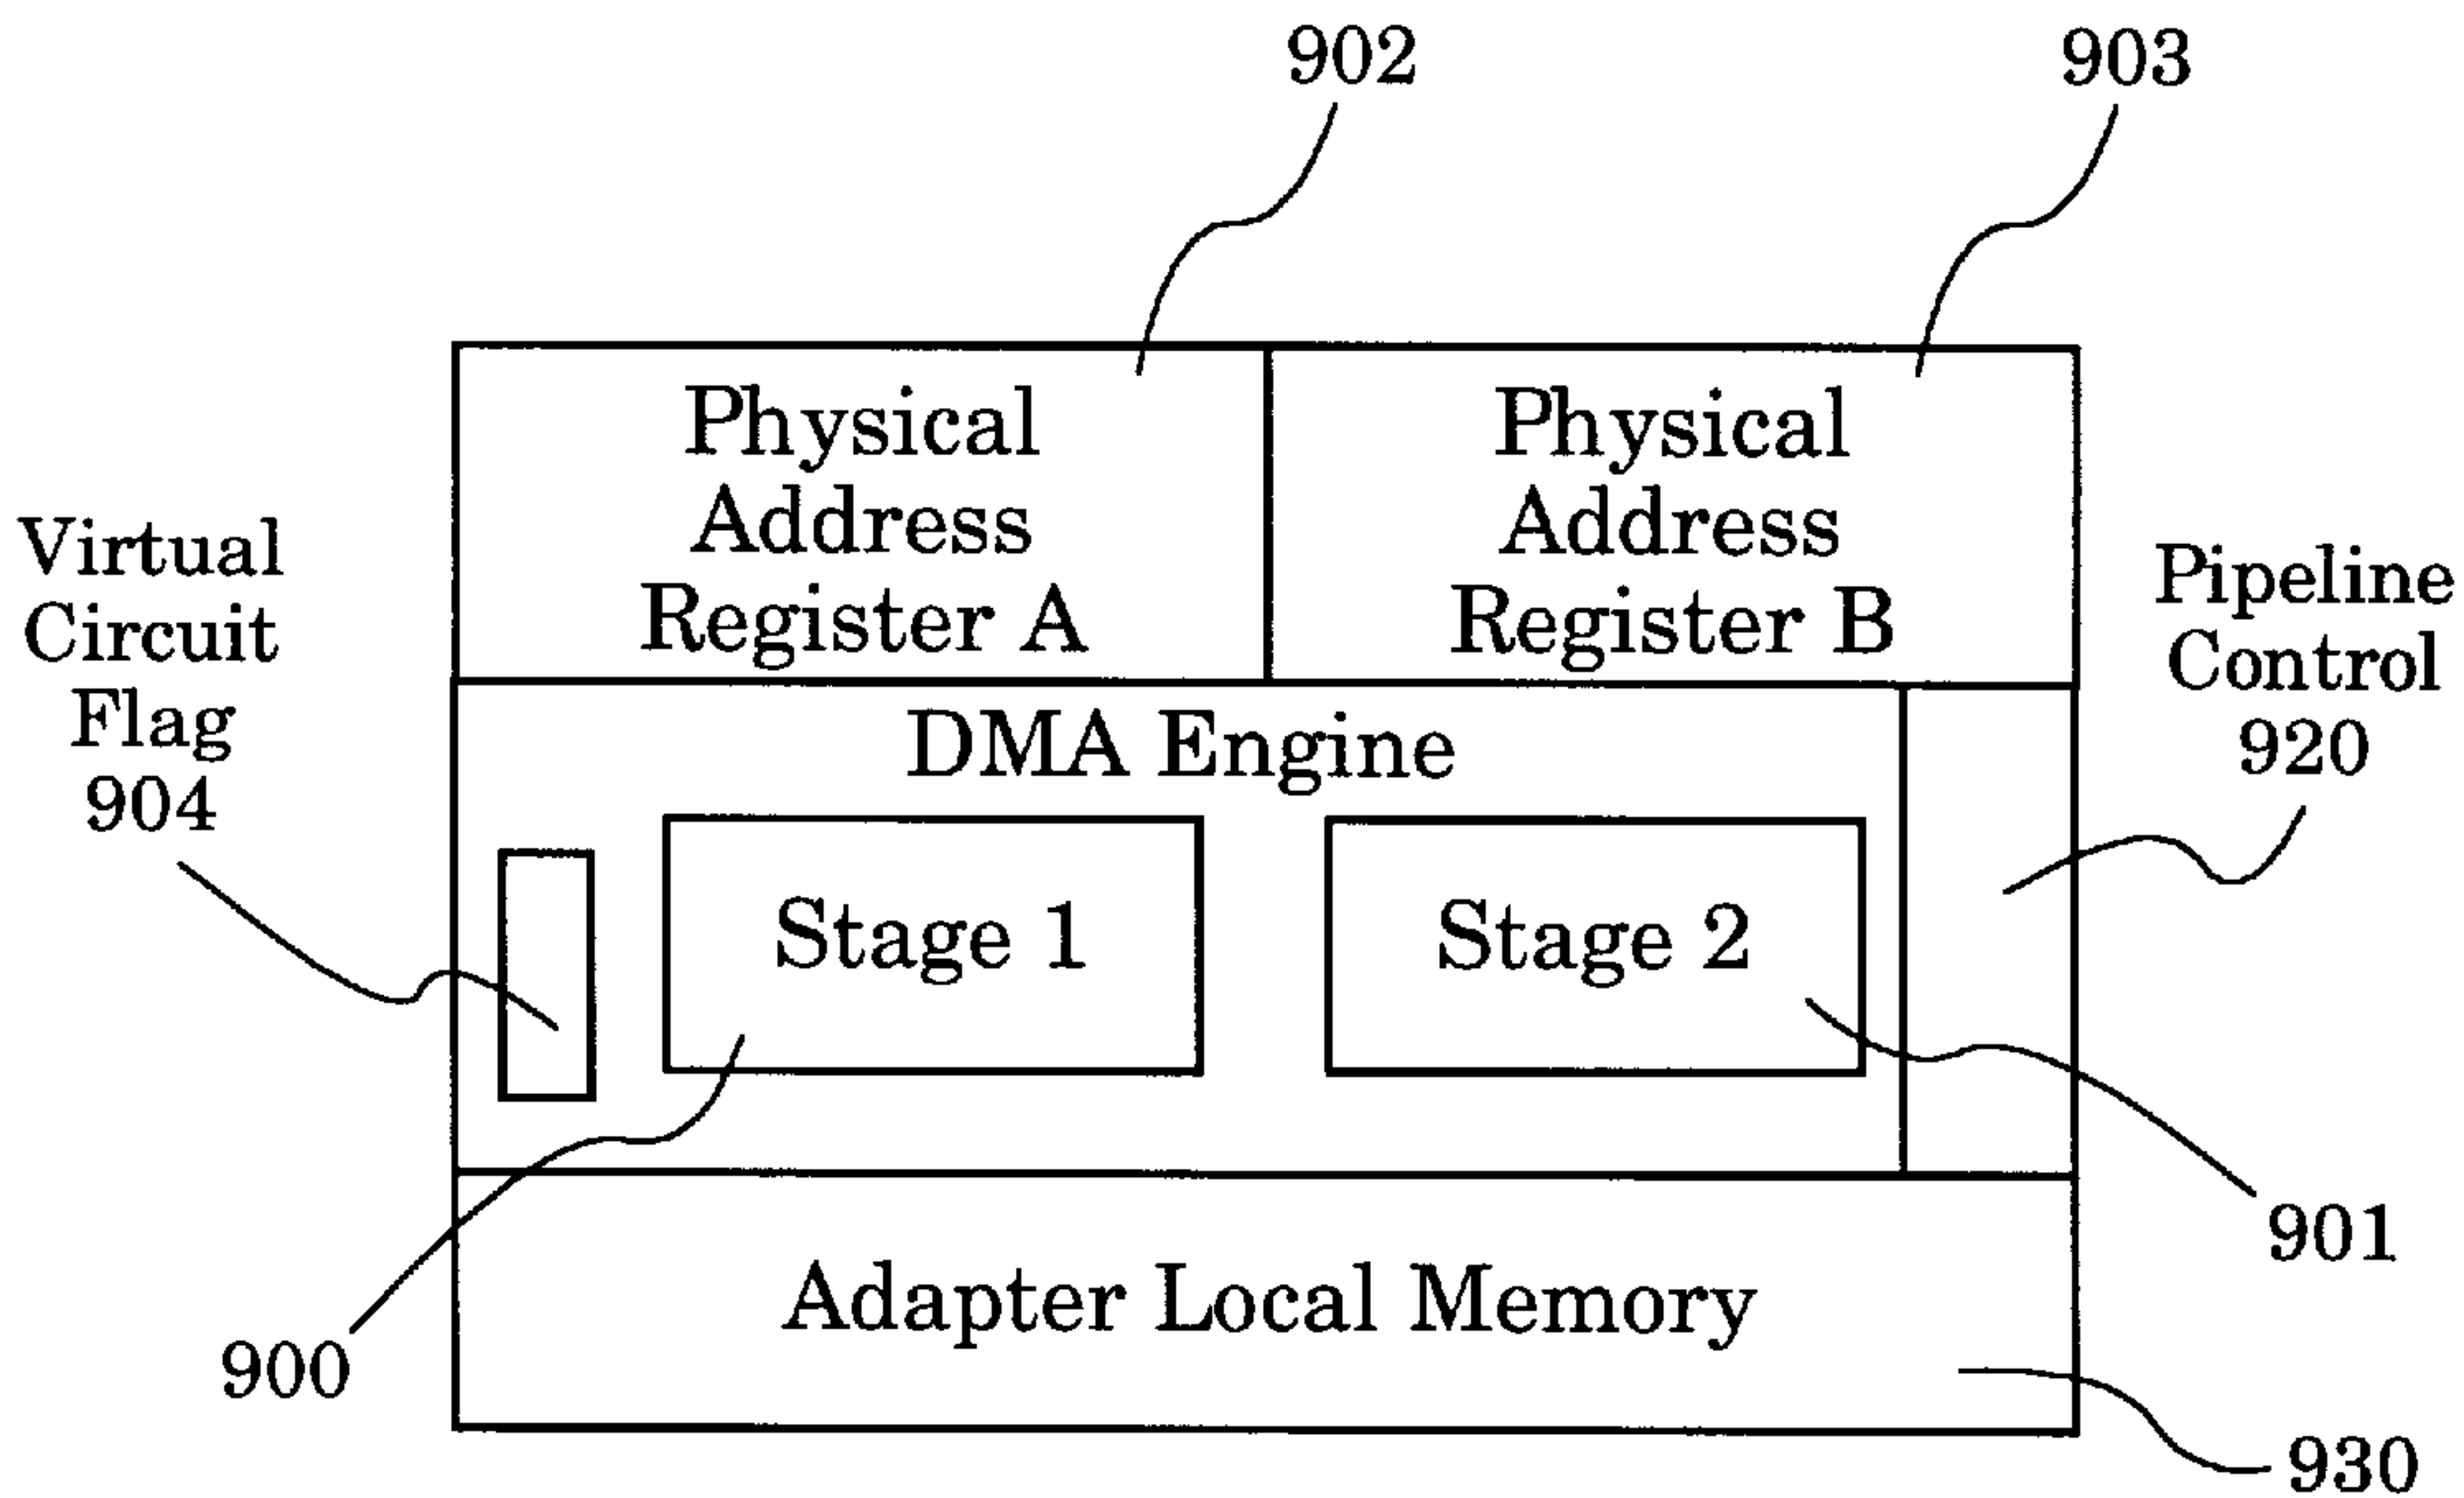 902
903
Physical
Address
Register A
Physical
Address
Register B
Virtual
Circuit
Flag
904
Pipeline
Control
920
DMA Engine
Stage 1
Stage 2
901
Adapter Local Memory
900
930